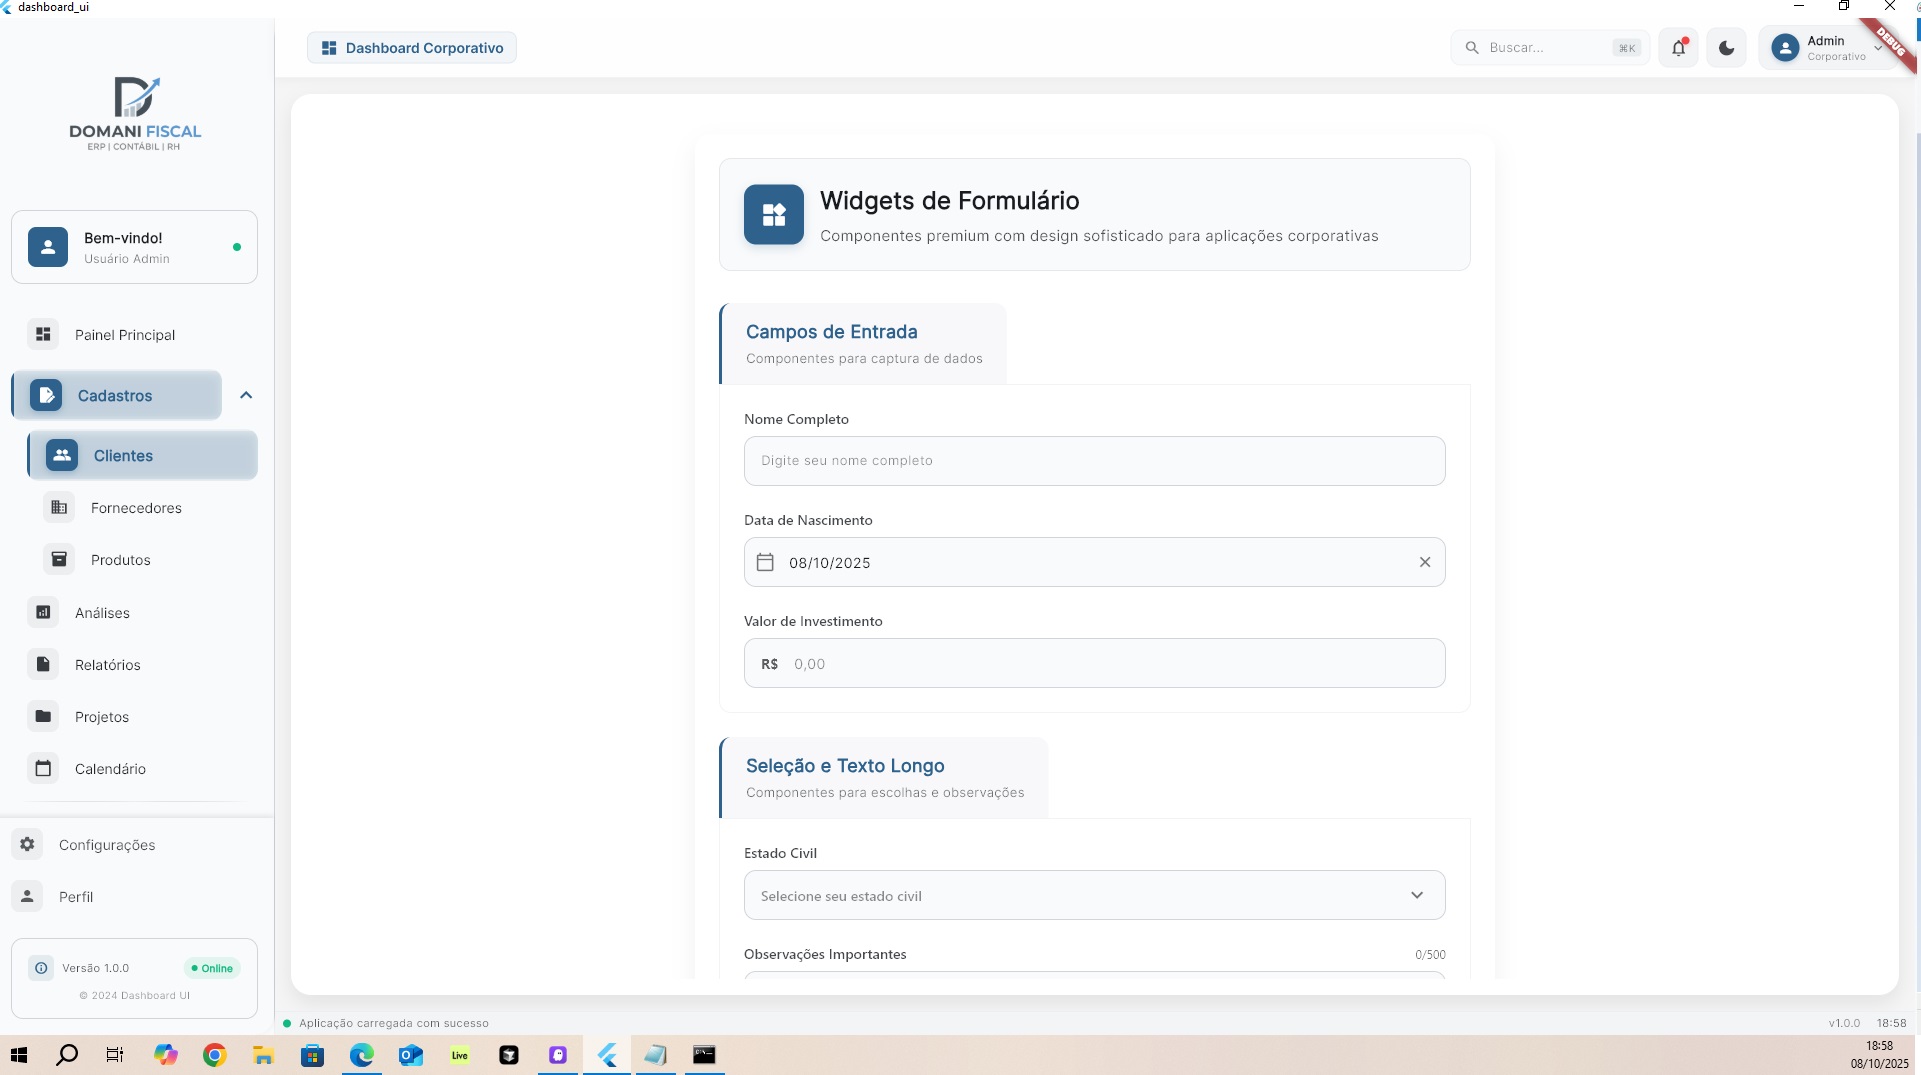 dashboard_ui
DOMANI FISCAL
ERP | CONTÁBIL | RH
Bem-vindo!
Usuário Admin
Painel Principal
Cadastros
Clientes
Fornecedores
Produtos
Análises
Relatórios
Projetos
Calendário
Configurações
Perfil
Versão 1.0.0
Online
© 2024 Dashboard UI
Dashboard Corporativo
Buscar...
⌘K
Admin
Corporativo
DEBUG
Widgets de Formulário
Componentes premium com design sofisticado para aplicações corporativas
Campos de Entrada
Componentes para captura de dados
Nome Completo
Digite seu nome completo
Data de Nascimento
08/10/2025
Valor de Investimento
R$ 0,00
Seleção e Texto Longo
Componentes para escolhas e observações
Estado Civil
Selecione seu estado civil
Observações Importantes 0/500
Aplicação carregada com sucesso
v1.0.0 18:58
Live
18:58
08/10/2025